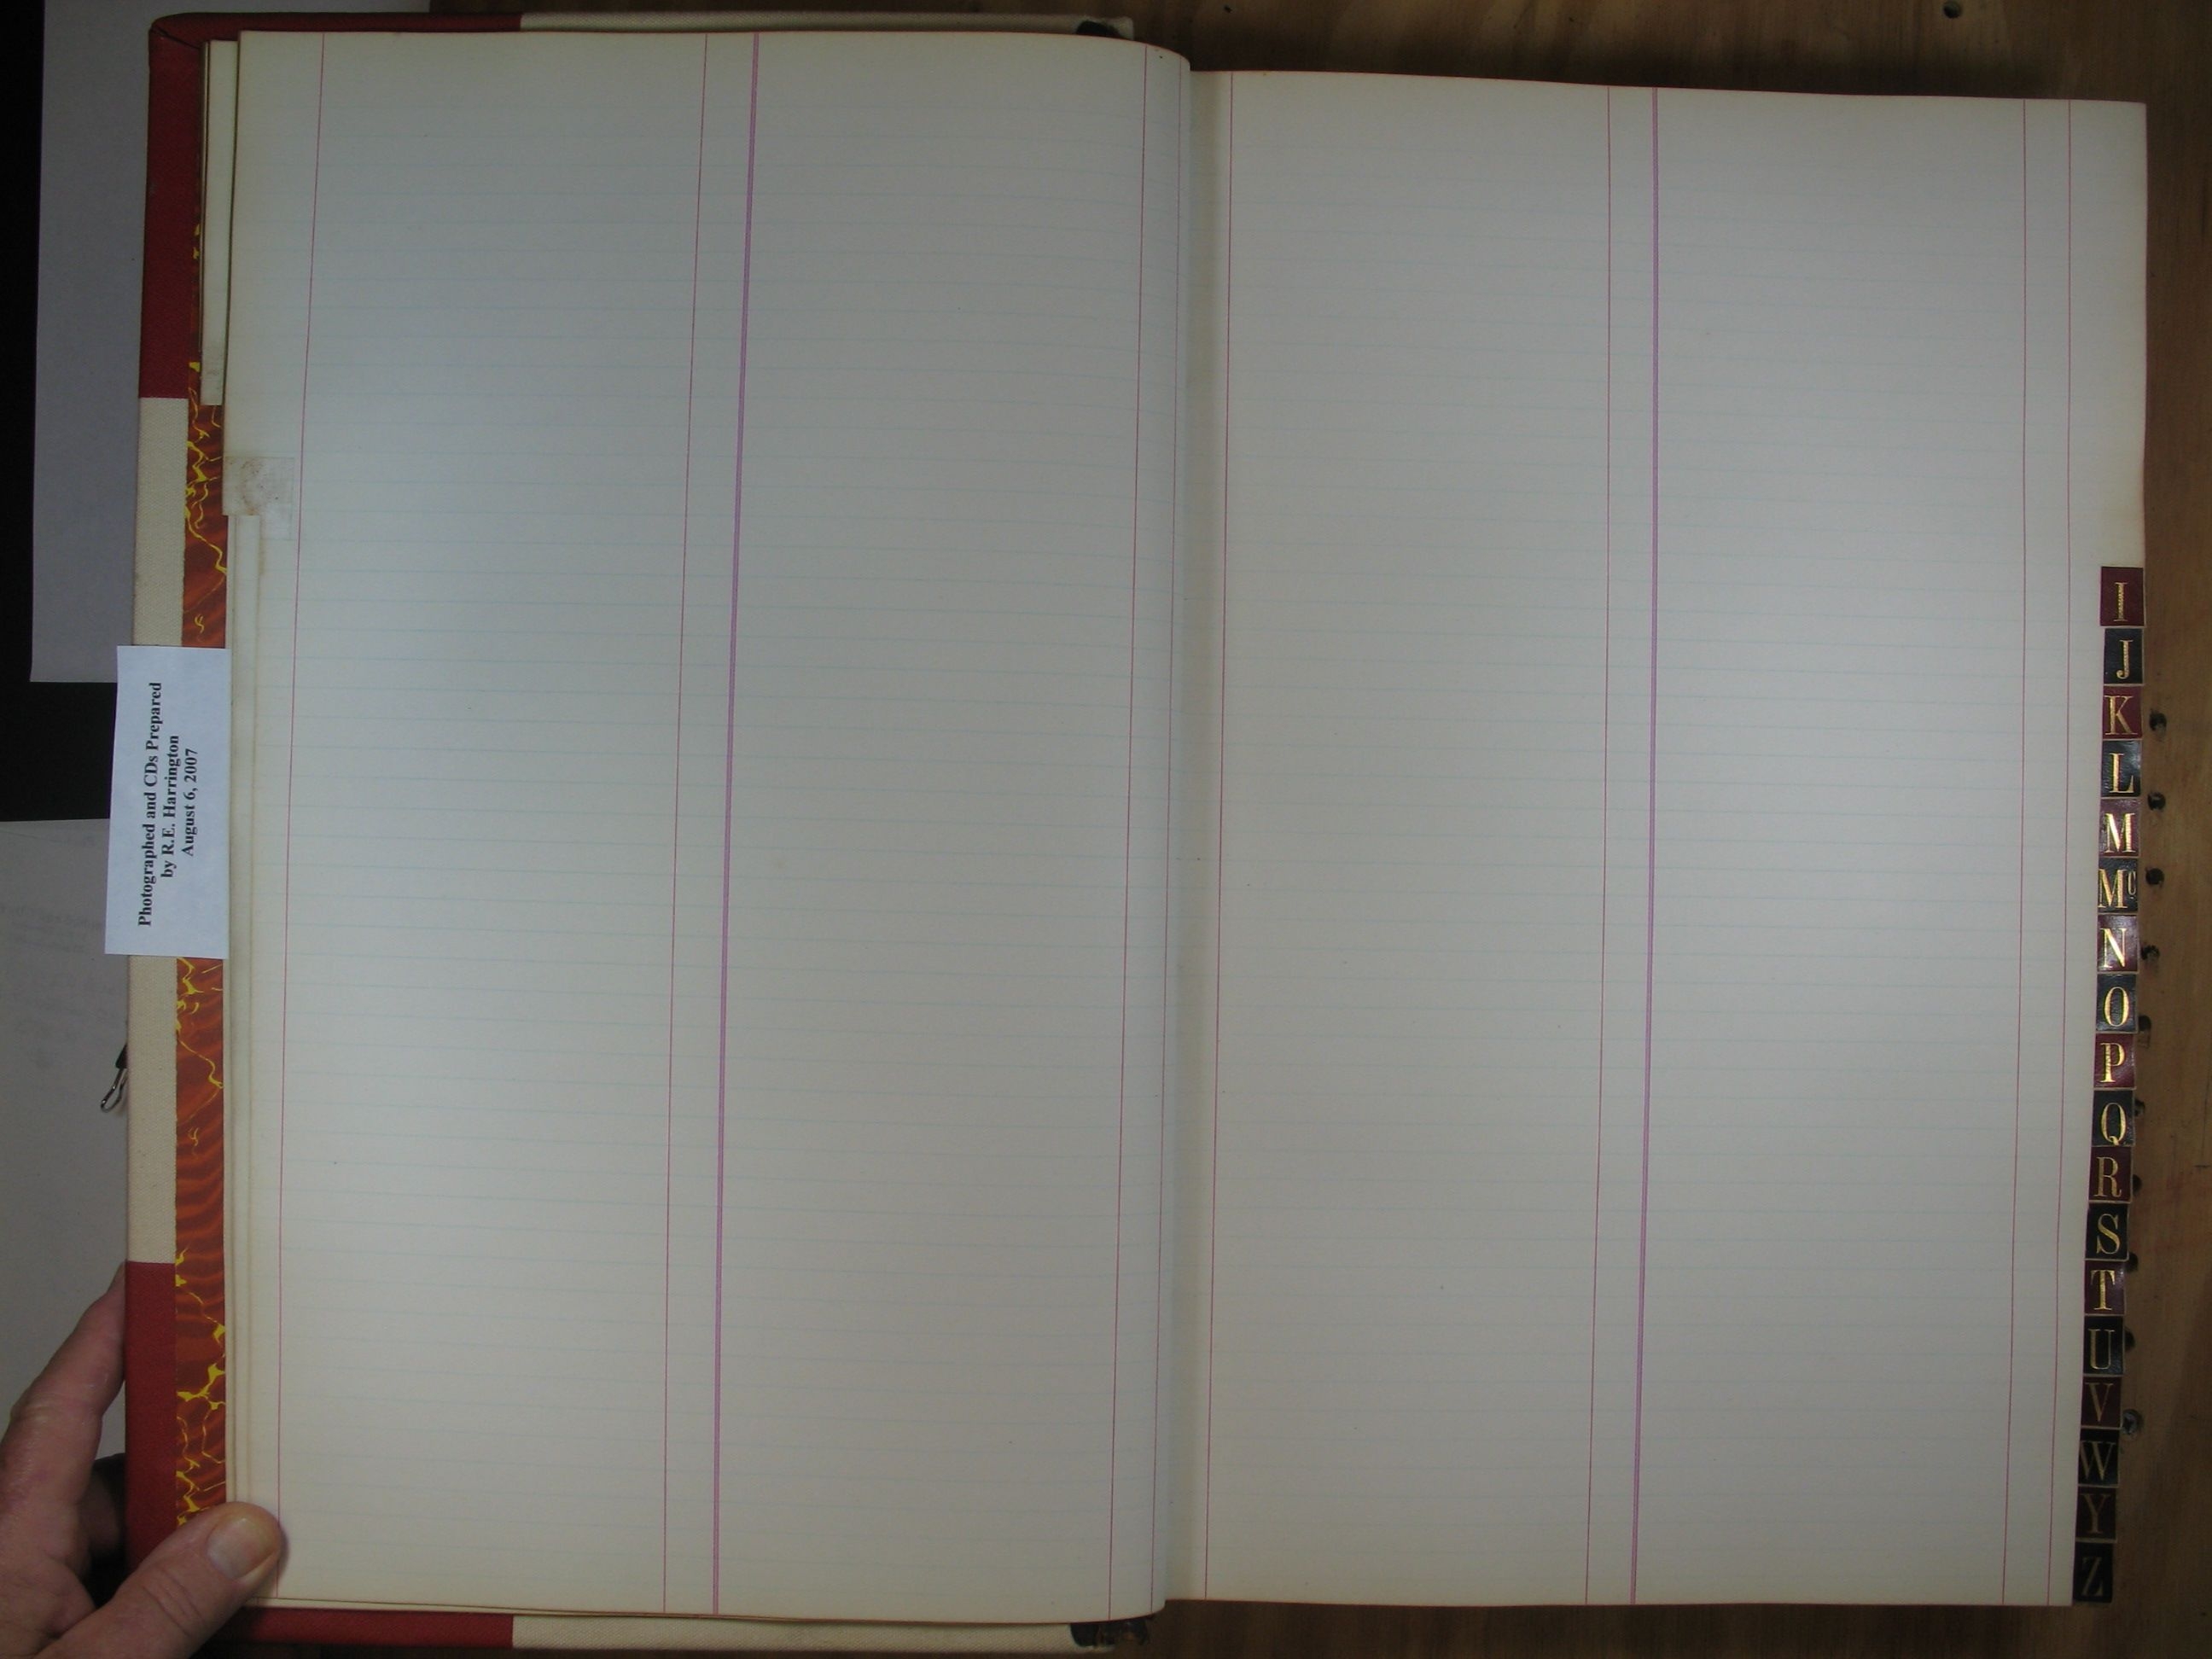 Photographed and CDs Prepared
by R.E. Harrington
August 6, 2007
I
J
K
L
M
Mc
N
O
P
Q
R
S
T
U
V
W
Y
Z